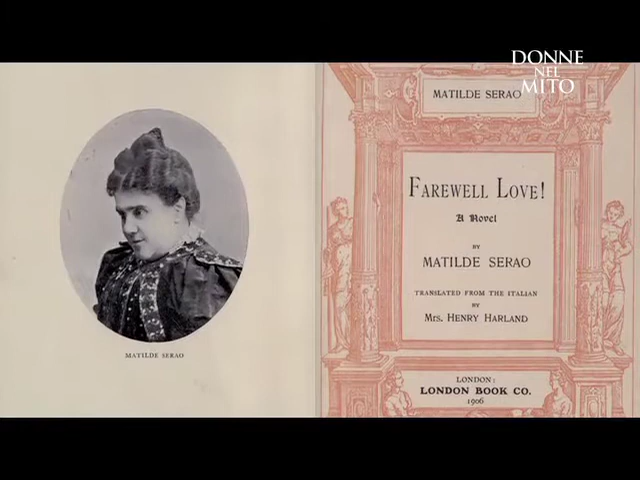 DONNE
NEL
MITO
MATILDE SERAO
MATILDE SERAO
FAREWELL LOVE!
A Novel
BY
MATILDE SERAO
TRANSLATED FROM THE ITALIAN
BY
MRS. HENRY HARLAND
LONDON:
LONDON BOOK CO.
1906